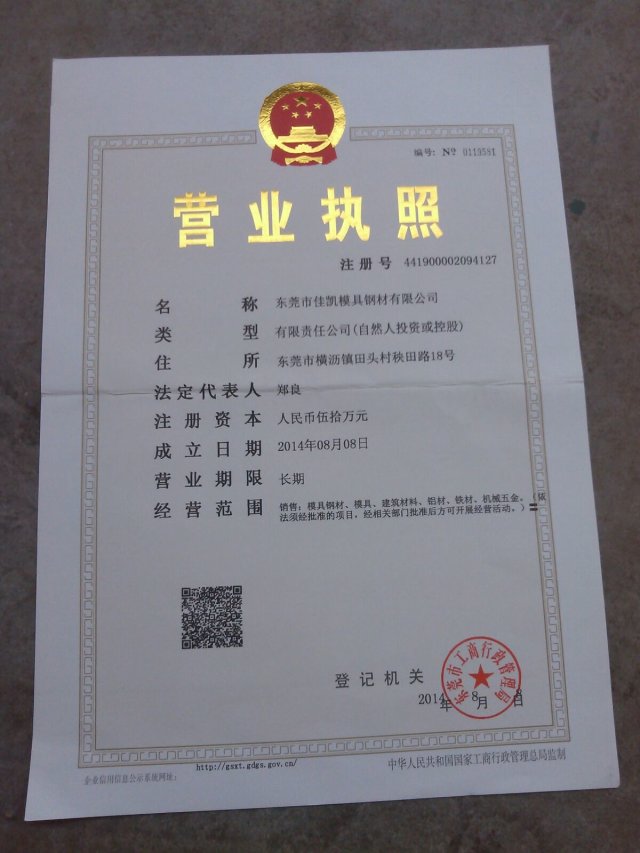 编号: № 0113581
营业执照
注册号 441900002094127
名称 东莞市佳凯模具钢材有限公司
类型 有限责任公司(自然人投资或控股)
住所 东莞市横沥镇田头村秧田路18号
法定代表人 郑良
注册资本 人民币伍拾万元
成立日期 2014年08月08日
营业期限 长期
经营范围 销售：模具钢材、模具、建筑材料、铝材、铁材、机械五金。（依
法须经批准的项目，经相关部门批准后方可开展经营活动。）
东莞市工商行政管理局
登记机关
2014年8月8日
企业信用信息公示系统网址: http://gsxt.gdgs.gov.cn/
中华人民共和国国家工商行政管理总局监制